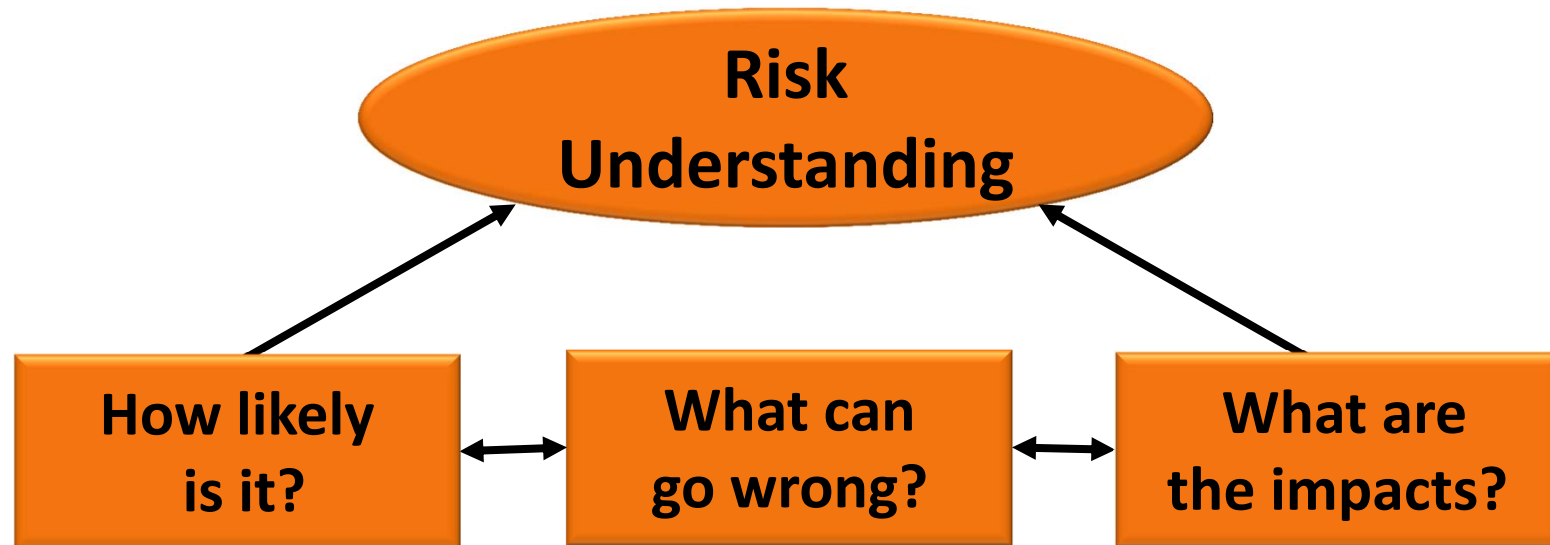 Risk
Understanding
How likely
is it?
What can
go wrong?
What are
the impacts?